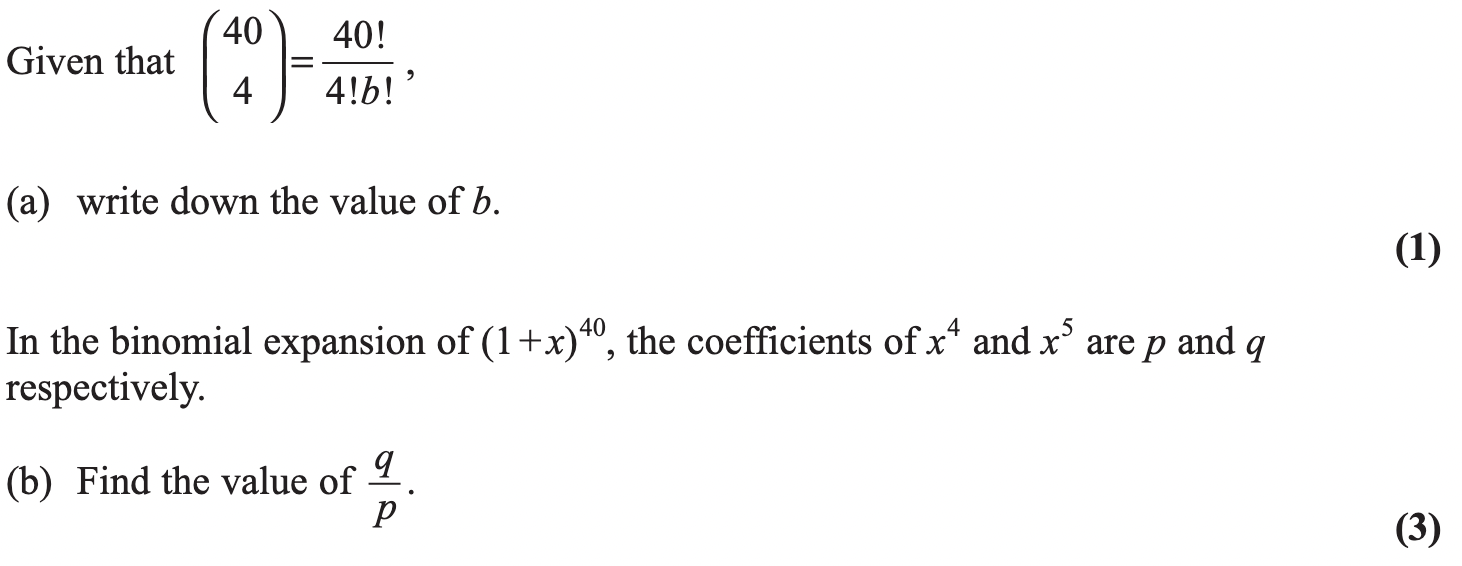 Given that $\binom{40}{4} = \frac{40!}{4!b!}$,
(a) write down the value of b.
(1)
In the binomial expansion of $(1+x)^{40}$, the coefficients of $x^4$ and $x^5$ are p and q
respectively.
(b) Find the value of $\frac{q}{p}$.
(3)